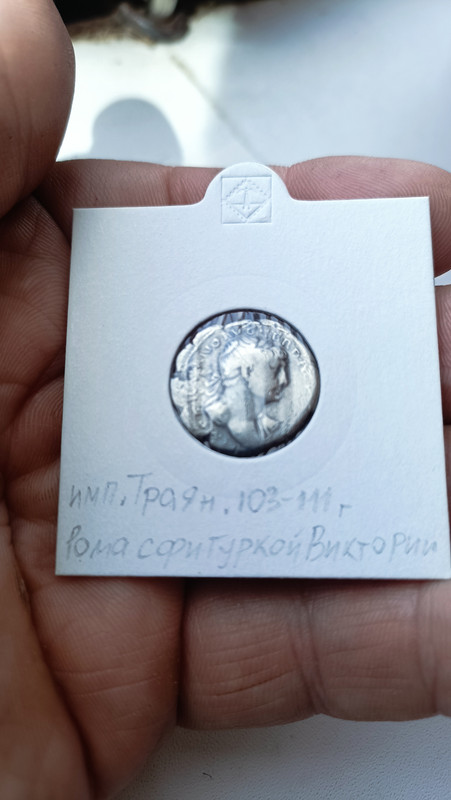 имп. Траян. 103-111 г
Рома с фигуркой Виктории